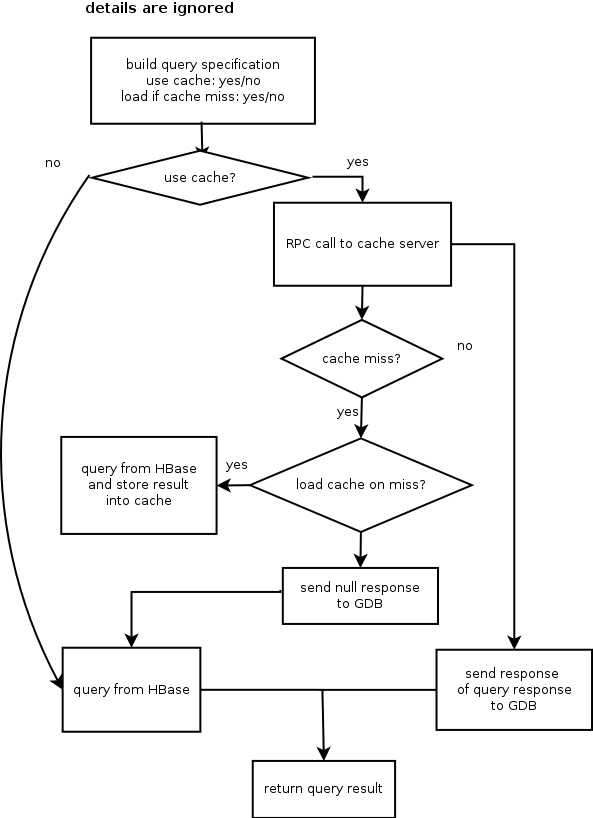 details are ignored
build query specification
use cache: yes/no
load if cache miss: yes/no
no
yes
use cache?
RPC call to cache server
cache miss?
no
yes
query from HBase
and store result
into cache
yes
load cache on miss?
send null response
to GDB
query from HBase
send response
of query response
to GDB
return query result